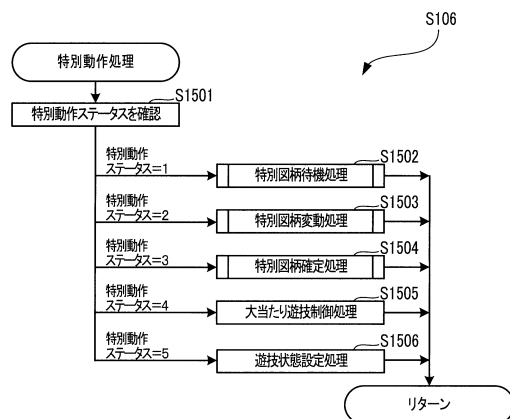 S106
特別動作処理
S1501
特別動作ステータスを確認
特別動作
ステータス=1
S1502
特別図柄待機処理
特別動作
ステータス=2
S1503
特別図柄変動処理
特別動作
ステータス=3
S1504
特別図柄確定処理
特別動作
ステータス=4
S1505
大当たり遊技制御処理
特別動作
ステータス=5
S1506
遊技状態設定処理
リターン